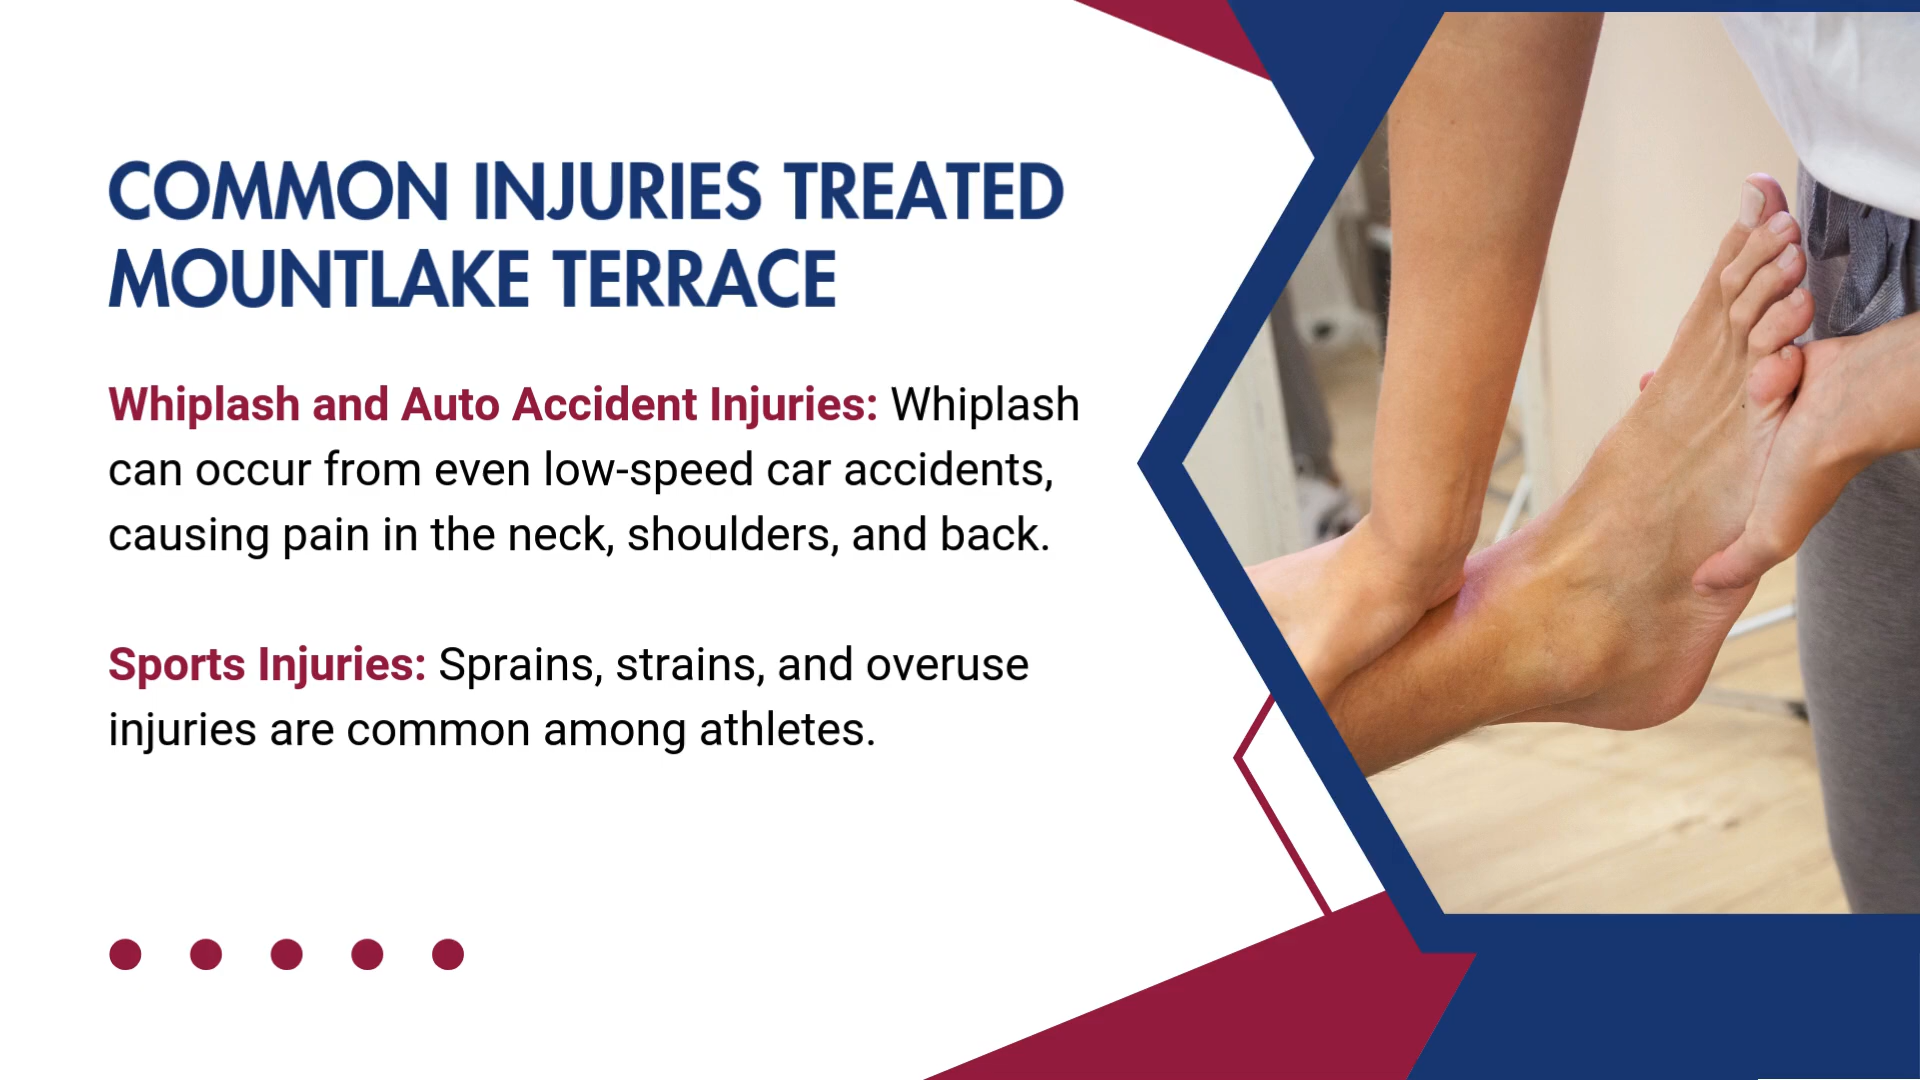 COMMON INJURIES TREATED
MOUNTLAKE TERRACE
Whiplash and Auto Accident Injuries: Whiplash
can occur from even low-speed car accidents,
causing pain in the neck, shoulders, and back.
Sports Injuries: Sprains, strains, and overuse
injuries are common among athletes.